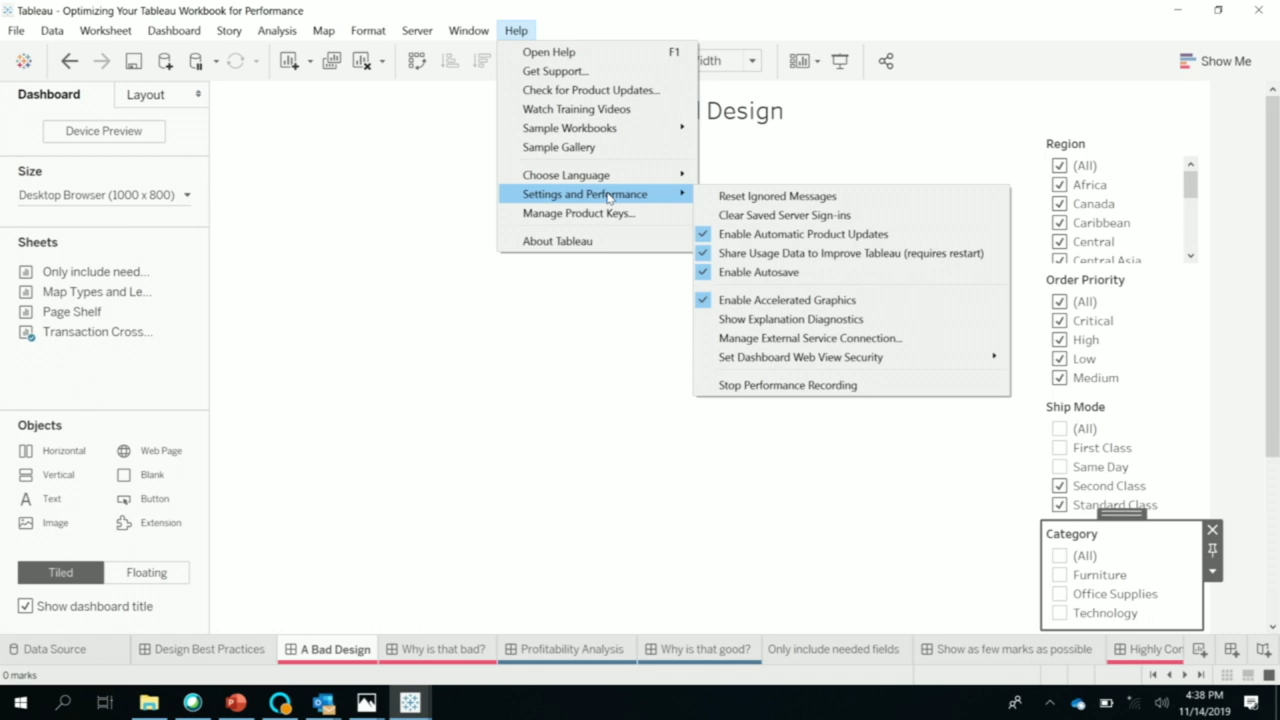 Tableau - Optimizing Your Tableau Workbook for Performance
File Data Worksheet Dashboard Story Analysis Map Format Server Window Help
Show Me
Dashboard
Layout
Device Preview
Size
Desktop Browser (1000 x 800)
Sheets
Only include need...
Map Types and Le...
Page Shelf
Transaction Cross...
Objects
Horizontal
Web Page
Vertical
Blank
Text
Button
Image
Extension
Tiled
Floating
Show dashboard title
Open Help F1
Get Support...
Check for Product Updates...
Watch Training Videos
Sample Workbooks
Sample Gallery
Choose Language
Settings and Performance
Manage Product Keys...
About Tableau
Reset Ignored Messages
Clear Saved Server Sign-ins
Enable Automatic Product Updates
Share Usage Data to Improve Tableau (requires restart)
Enable Autosave
Enable Accelerated Graphics
Show Explanation Diagnostics
Manage External Service Connection...
Set Dashboard Web View Security
Stop Performance Recording
Design
Region
(All)
Africa
Canada
Caribbean
Central
Central Asia
Order Priority
(All)
Critical
High
Low
Medium
Ship Mode
(All)
First Class
Same Day
Second Class
Standard Class
Category
(All)
Furniture
Office Supplies
Technology
Data Source
Design Best Practices
A Bad Design
Why is that bad?
Profitability Analysis
Why is that good?
Only include needed fields
Show as few marks as possible
Highly Con
0 marks
4:38 PM
11/14/2019